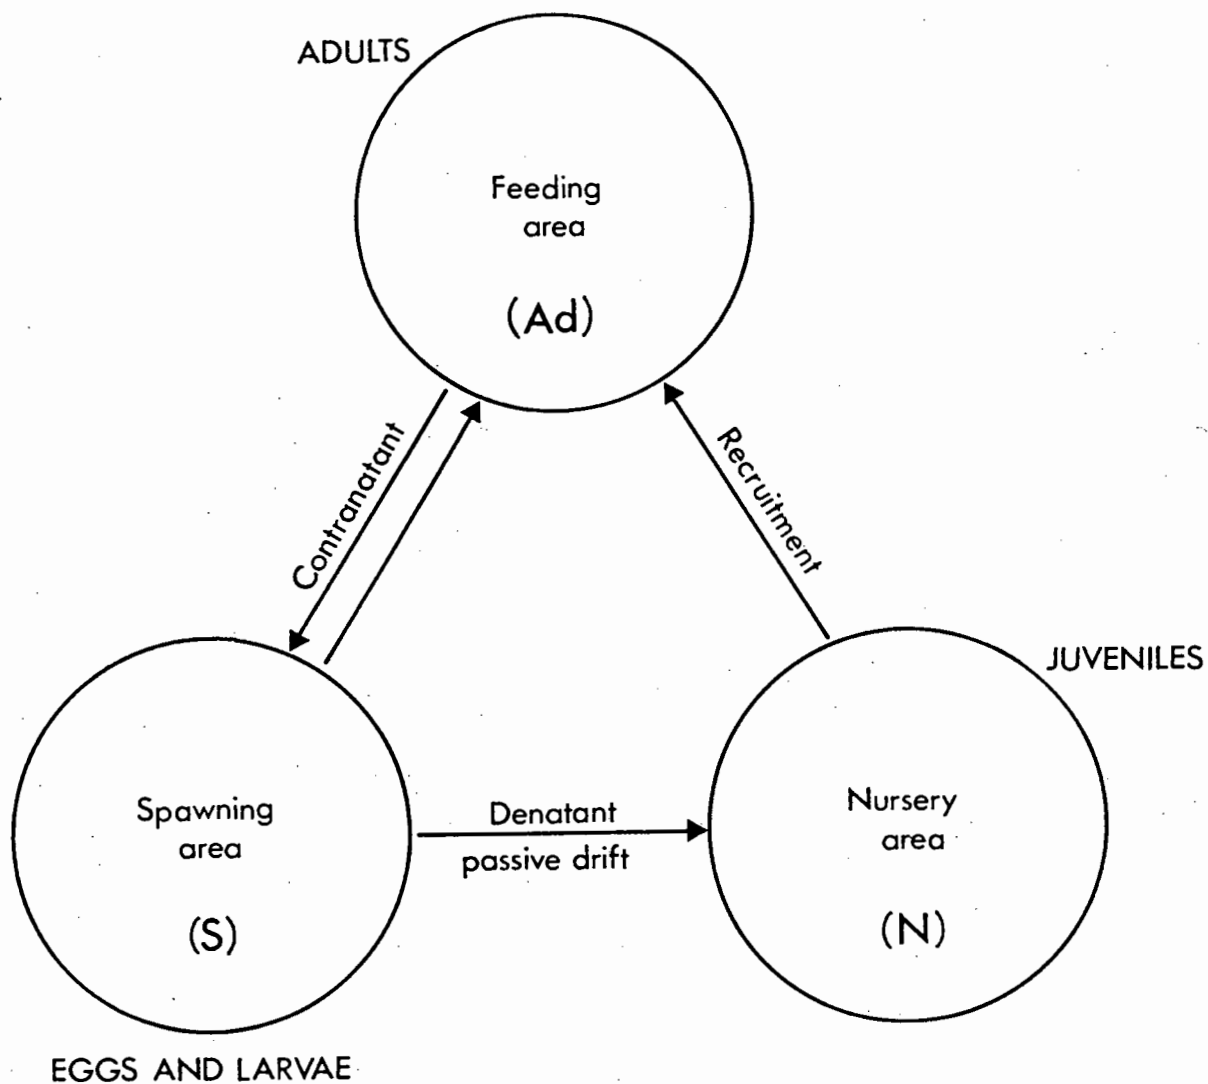 ADULTS
Feeding
area
(Ad)
Contranatant
Recruitment
JUVENILES
Spawning
area
(S)
Denatant
passive drift
Nursery
area
(N)
EGGS AND LARVAE